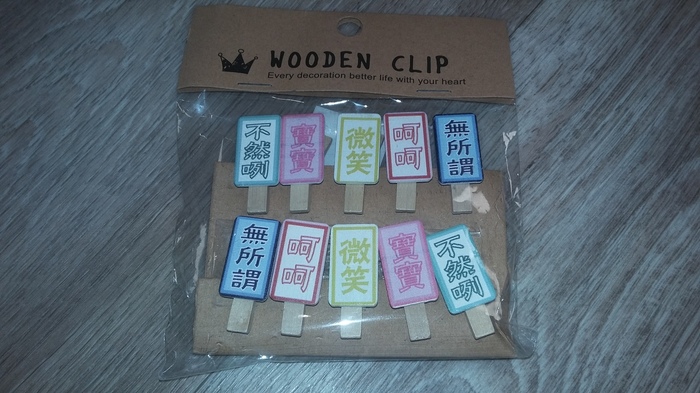 WOODEN CLIP
Every decoration better life with your heart
不然咧
寶寶
微笑
呵呵
無所謂
無所謂
呵呵
微笑
寶寶
不然咧